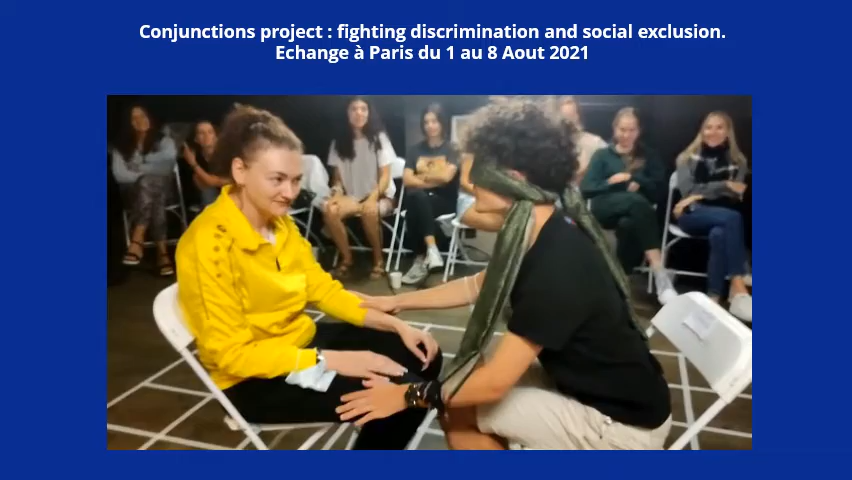 Conjunctions project : fighting discrimination and social exclusion.
Echange à Paris du 1 au 8 Aout 2021